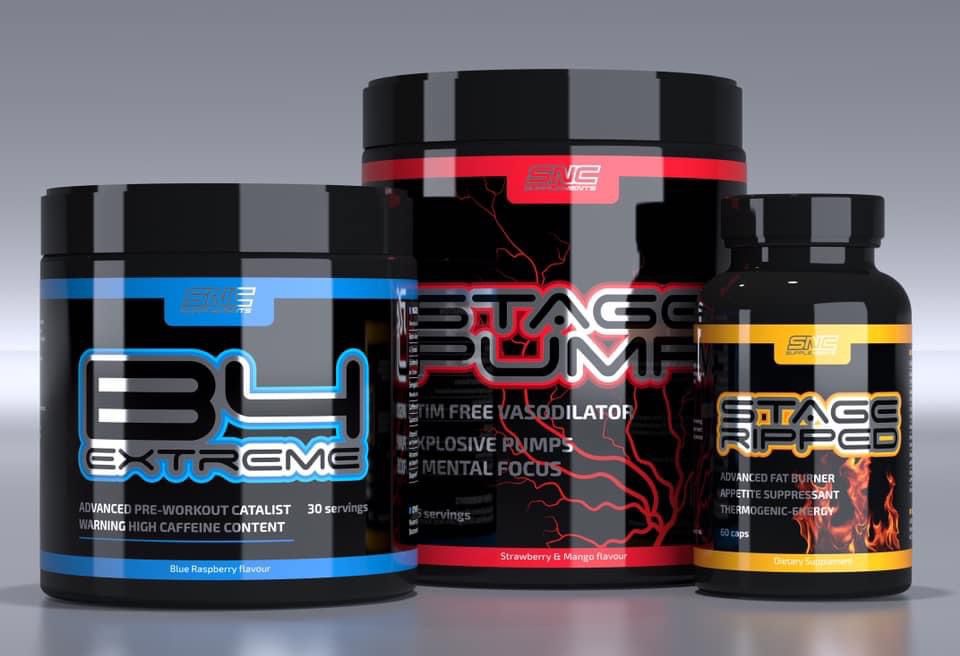 SNC
SUPPLEMENTS
B4
EXTREME
ADVANCED PRE-WORKOUT CATALIST
30 servings
WARNING HIGH CAFFEINE CONTENT
Blue Raspberry flavour
SNC
SUPPLEMENTS
STAGE
PUMP
TIM FREE VASODILATOR
XPLOSIVE PUMPS
MENTAL FOCUS
servings
Strawberry & Mango flavour
SNC
SUPPLEMENTS
STAGE
RIPPED
ADVANCED FAT BURNER
APPETITE SUPPRESSANT
THERMOGENIC-ENERGY
60 caps
Dietary Supplement